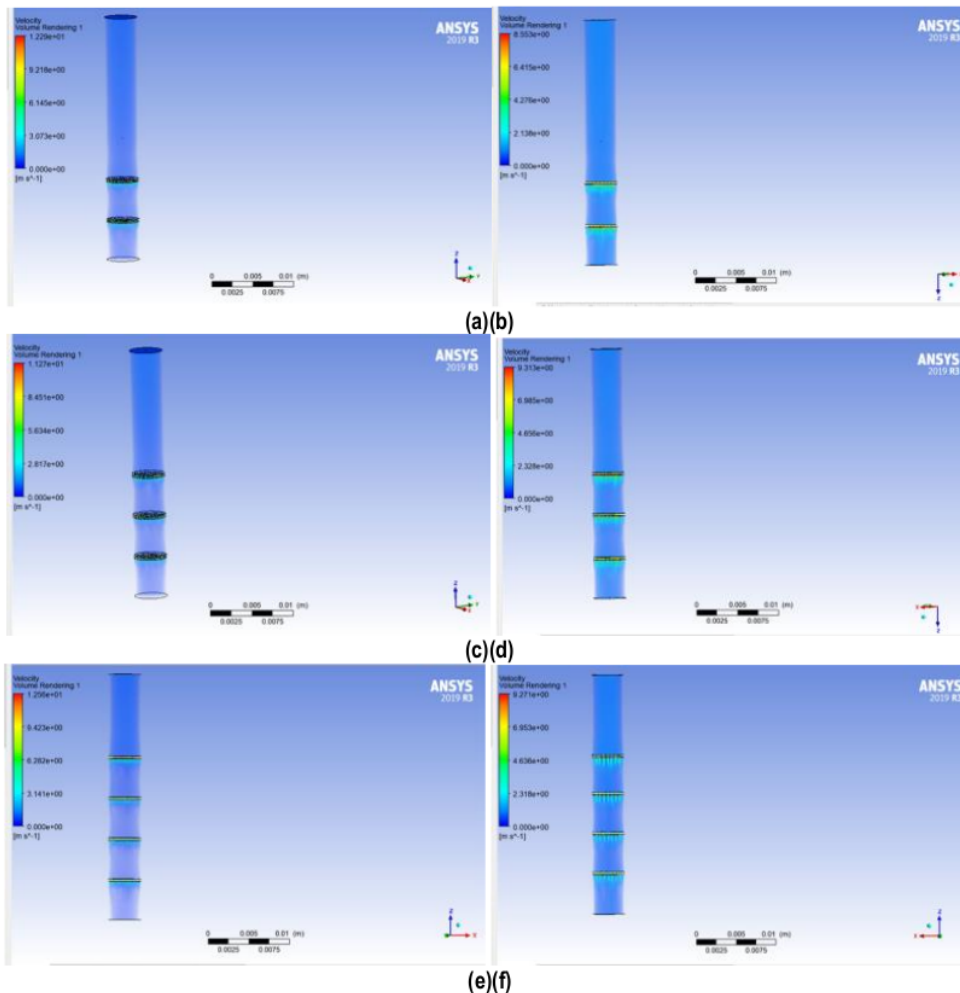 Velocity
Volume Rendering 1
1.229e+01
9.218e+00
6.145e+00
3.073e+00
0.000e+00
[m s^-1]
ANSYS
2019 R3
0 0.005 0.01 (m)
0.0025 0.0075
Z
Y
X
Velocity
Volume Rendering 1
8.553e+00
6.415e+00
4.276e+00
2.138e+00
0.000e+00
[m s^-1]
ANSYS
2019 R3
0 0.005 0.01 (m)
0.0025 0.0075
Z
(a)(b)
Velocity
Volume Rendering 1
1.127e+01
8.451e+00
5.634e+00
2.817e+00
0.000e+00
[m s^-1]
ANSYS
2019 R3
0 0.005 0.01 (m)
0.0025 0.0075
Z
Y
X
Velocity
Volume Rendering 1
9.313e+00
6.985e+00
4.656e+00
2.328e+00
0.000e+00
[m s^-1]
ANSYS
2019 R3
0 0.005 0.01 (m)
0.0025 0.0075
X
Z
(c)(d)
Velocity
Volume Rendering 1
1.256e+01
9.423e+00
6.282e+00
3.141e+00
0.000e+00
[m s^-1]
ANSYS
2019 R3
0 0.005 0.01 (m)
0.0025 0.0075
Z
Velocity
Volume Rendering 1
9.271e+00
6.953e+00
4.636e+00
2.318e+00
0.000e+00
[m s^-1]
ANSYS
2019 R3
0 0.005 0.01 (m)
0.0025 0.0075
Z
X
(e)(f)